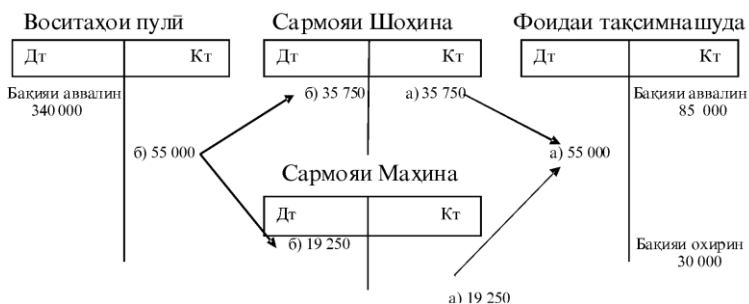 Воситаҳои пулӣ
Сармояи Шоҳина
Фоидаи тақсимнашуда
Дт Кт
Дт Кт
Дт Кт
Бақияи аввалин
340 000
б) 35 750
а) 35 750
Бақияи аввалин
85 000
б) 55 000
а) 55 000
Сармояи Маҳина
Дт Кт
б) 19 250
Бақияи охирин
30 000
а) 19 250